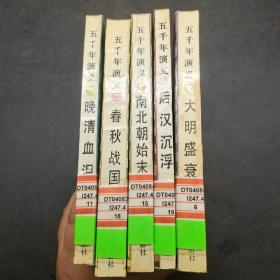 五千年演义
晚清血泪
DT0408
I247.4
11
五千年演义
春秋战国
DT0408
I247.4
18
五千年演义
南北朝始末
DT0408
I247.4
15
五千年演义
后汉沉浮
DT0408
I247
19
五千年演义
大明盛衰
DT0408
I247.4
6